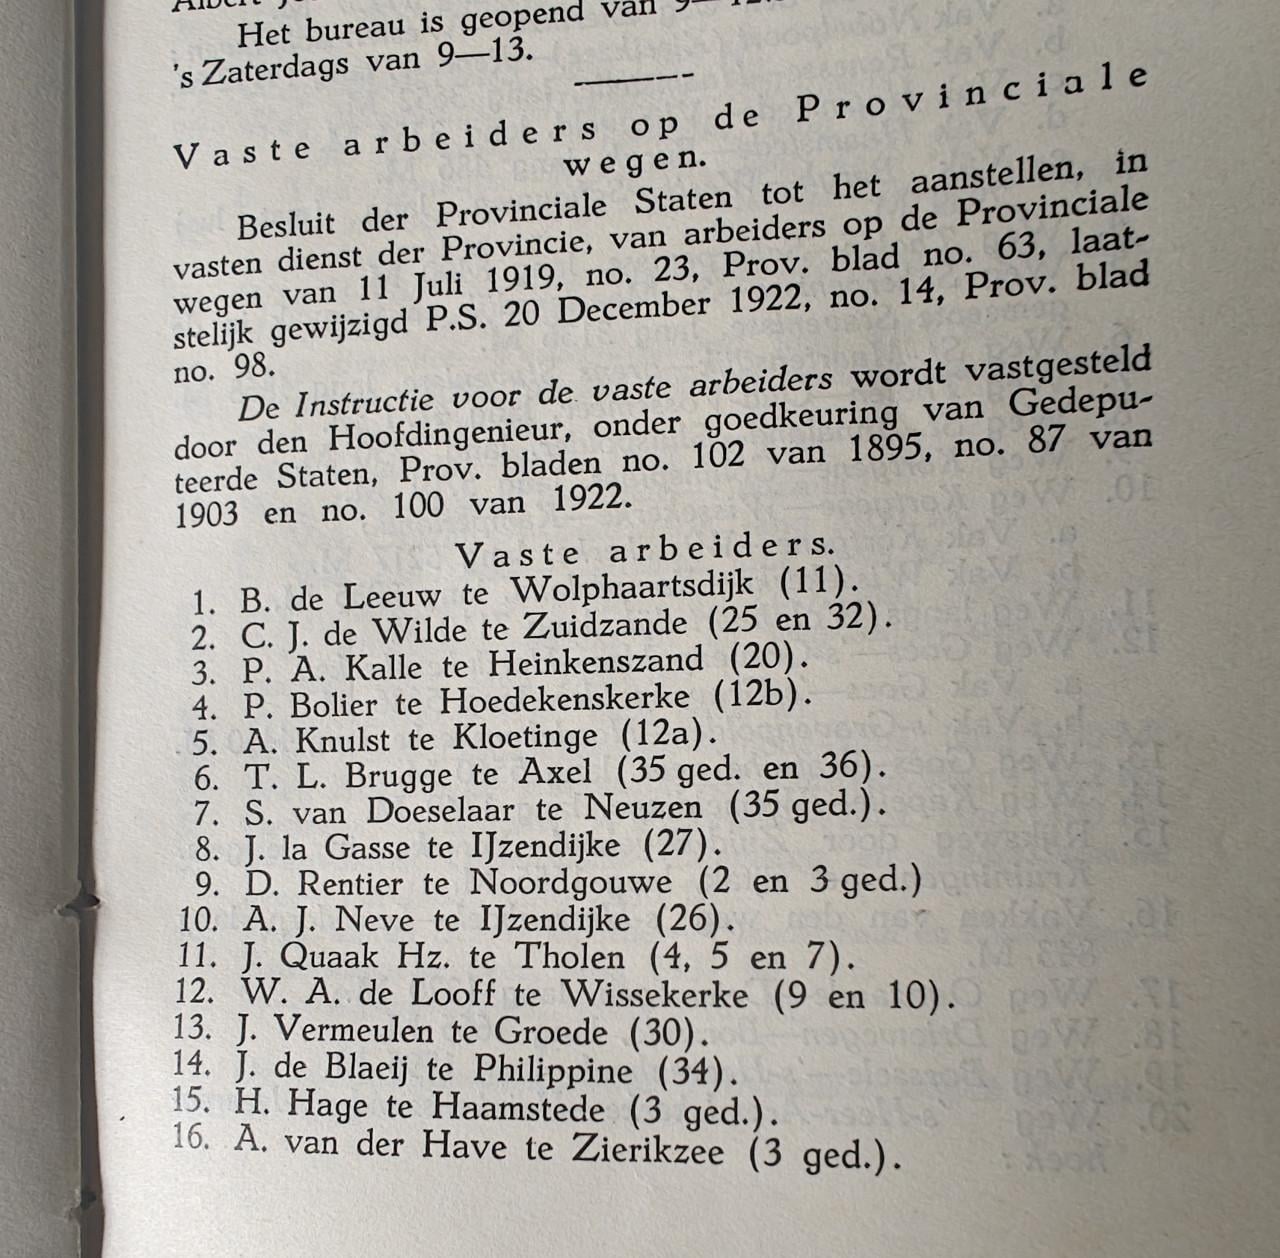 Het bureau is geopend van 9—
's Zaterdags van 9—13.
Vaste arbeiders op de Provinciale
wegen.
Besluit der Provinciale Staten tot het aanstellen, in
vasten dienst der Provincie, van arbeiders op de Provinciale
wegen van 11 Juli 1919, no. 23, Prov. blad no. 63, laat-
stelijk gewijzigd P.S. 20 December 1922, no. 14, Prov. blad
no. 98.
De Instructie voor de vaste arbeiders wordt vastgesteld
door den Hoofdingenieur, onder goedkeuring van Gedepu-
teerde Staten, Prov. bladen no. 102 van 1895, no. 87 van
1903 en no. 100 van 1922.
Vaste arbeiders.
1. B. de Leeuw te Wolphaartsdijk (11).
2. C. J. de Wilde te Zuidzande (25 en 32).
3. P. A. Kalle te Heinkenszand (20).
4. P. Bolier te Hoedekenskerke (12b).
5. A. Knulst te Kloetinge (12a).
6. T. L. Brugge te Axel (35 ged. en 36).
7. S. van Doeselaar te Neuzen (35 ged.).
8. J. la Gasse te IJzendijke (27).
9. D. Rentier te Noordgouwe (2 en 3 ged.)
10. A. J. Neve te IJzendijke (26).
11. J. Quaak Hz. te Tholen (4, 5 en 7).
12. W. A. de Looff te Wissekerke (9 en 10).
13. J. Vermeulen te Groede (30).
14. J. de Blaeij te Philippine (34).
15. H. Hage te Haamstede (3 ged.).
16. A. van der Have te Zierikzee (3 ged.).